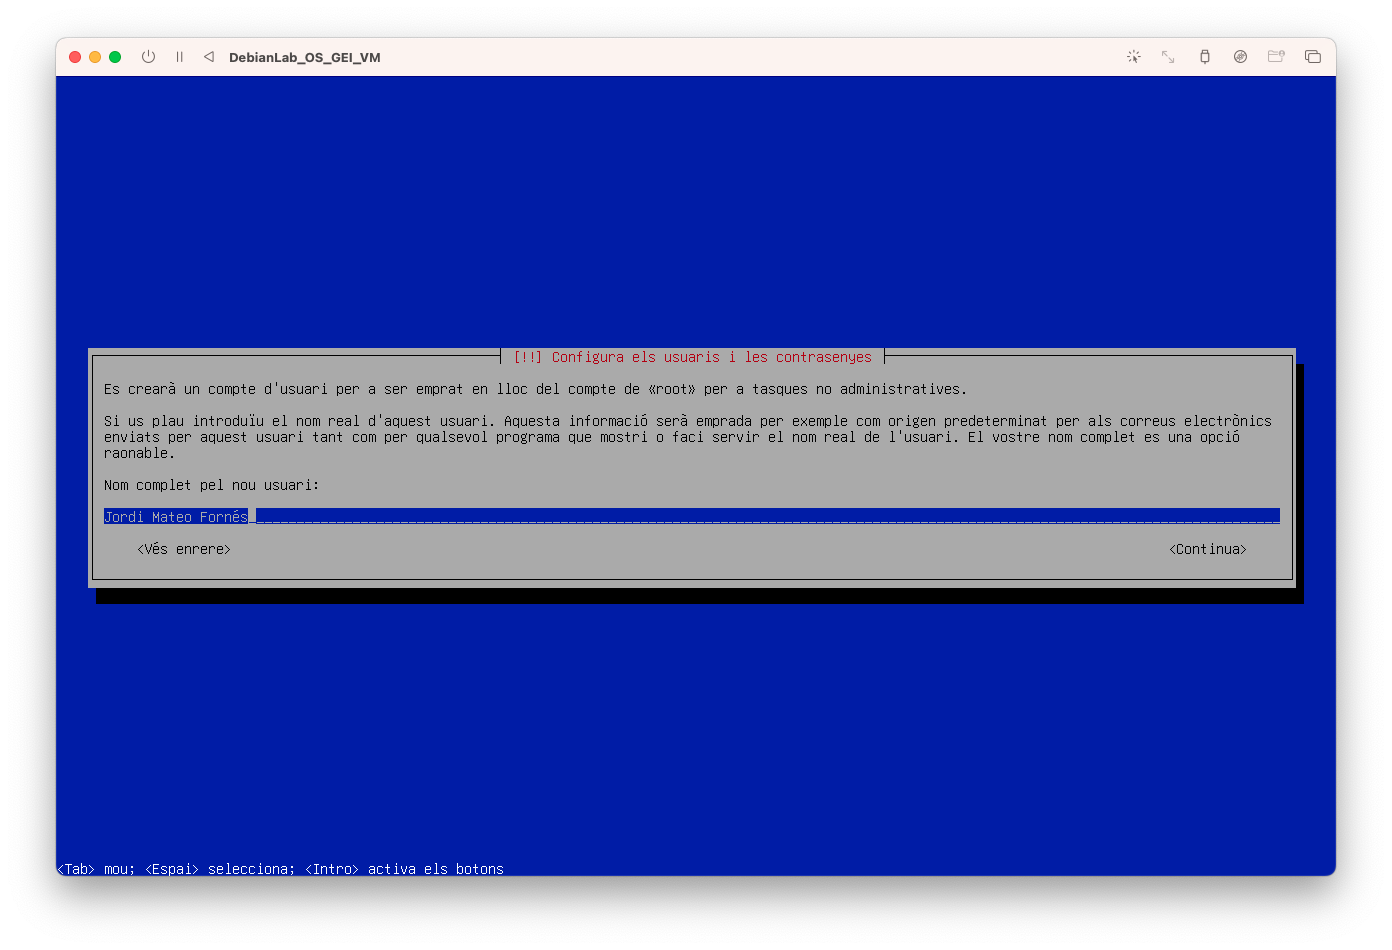 DebianLab_OS_GEI_VM
[!!] Configura els usuaris i les contrasenyes
Es crearà un compte d'usuari per a ser emprat en lloc del compte de «root» per a tasques no administratives.
Si us plau introduïu el nom real d'aquest usuari. Aquesta informació serà emprada per exemple com origen predeterminat per als correus electrònics
enviats per aquest usuari tant com per qualsevol programa que mostri o faci servir el nom real de l'usuari. El vostre nom complet es una opció
raonable.
Nom complet pel nou usuari:
Jordi Mateo Fornés
<Vés enrere> <Continua>
<Tab> mou; <Espai> selecciona; <Intro> activa els botons